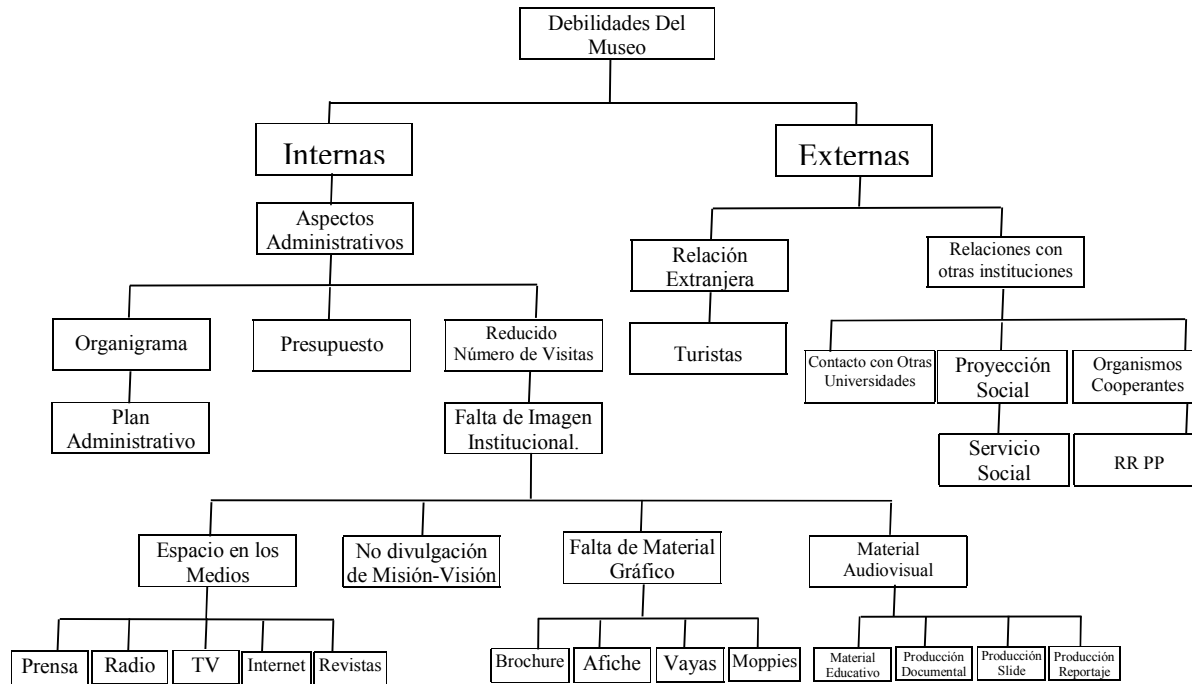 Debilidades Del
Museo
Internas
Externas
Aspectos
Administrativos
Relación
Extranjera
Relaciones con
otras instituciones
Organigrama
Presupuesto
Reducido
Número de Visitas
Turistas
Contacto con Otras
Universidades
Proyección
Social
Organismos
Cooperantes
Plan
Administrativo
Falta de Imagen
Institucional.
Servicio
Social
RR PP
Espacio en los
Medios
No divulgación
de Misión-Visión
Falta de Material
Gráfico
Material
Audiovisual
Prensa
Radio
TV
Internet
Revistas
Brochure
Afiche
Vayas
Moppies
Material
Educativo
Producción
Documental
Producción
Slide
Producción
Reportaje